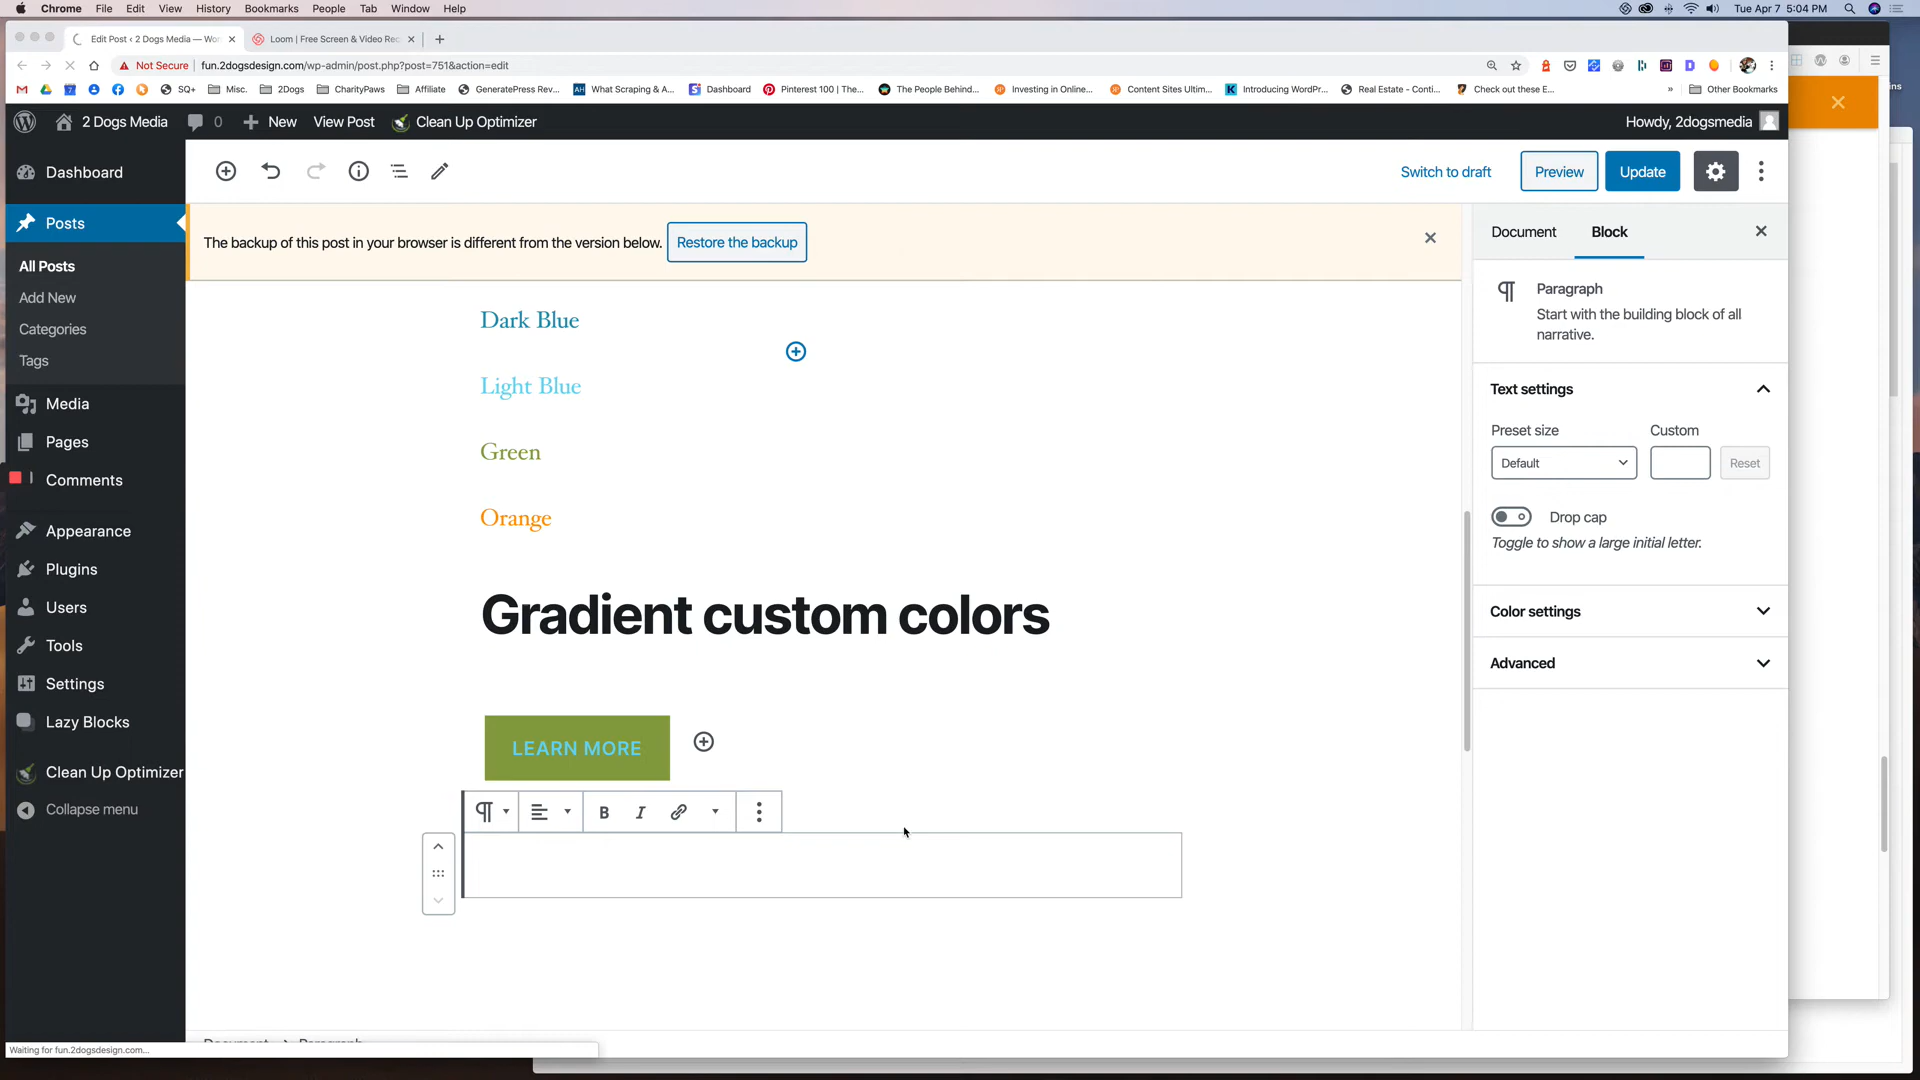 Chrome File Edit View History Bookmarks People Tab Window Help
Tue Apr 7 5:04 PM
Edit Post ‹ 2 Dogs Media — Wor
Loom | Free Screen & Video Rec
Not Secure fun.2dogsdesign.com/wp-admin/post.php?post=751&action=edit
SQ+ Misc. 2Dogs CharityPaws Affiliate GeneratePress Rev... What Scraping & A... Dashboard Pinterest 100 | The... The People Behind... Investing in Online... Content Sites Ultim... Introducing WordPr... Real Estate - Conti... Check out these E... » Other Bookmarks
2 Dogs Media 0 New View Post Clean Up Optimizer
Howdy, 2dogsmedia
Dashboard
Posts
All Posts
Add New
Categories
Tags
Media
Pages
Comments
Appearance
Plugins
Users
Tools
Settings
Lazy Blocks
Clean Up Optimizer
Collapse menu
Switch to draft Preview Update
The backup of this post in your browser is different from the version below. Restore the backup
Dark Blue
Light Blue
Green
Orange
Gradient custom colors
LEARN MORE
B I
Document Block
Paragraph
Start with the building block of all
narrative.
Text settings
Preset size Custom
Default Reset
Drop cap
Toggle to show a large initial letter.
Color settings
Advanced
Waiting for fun.2dogsdesign.com...